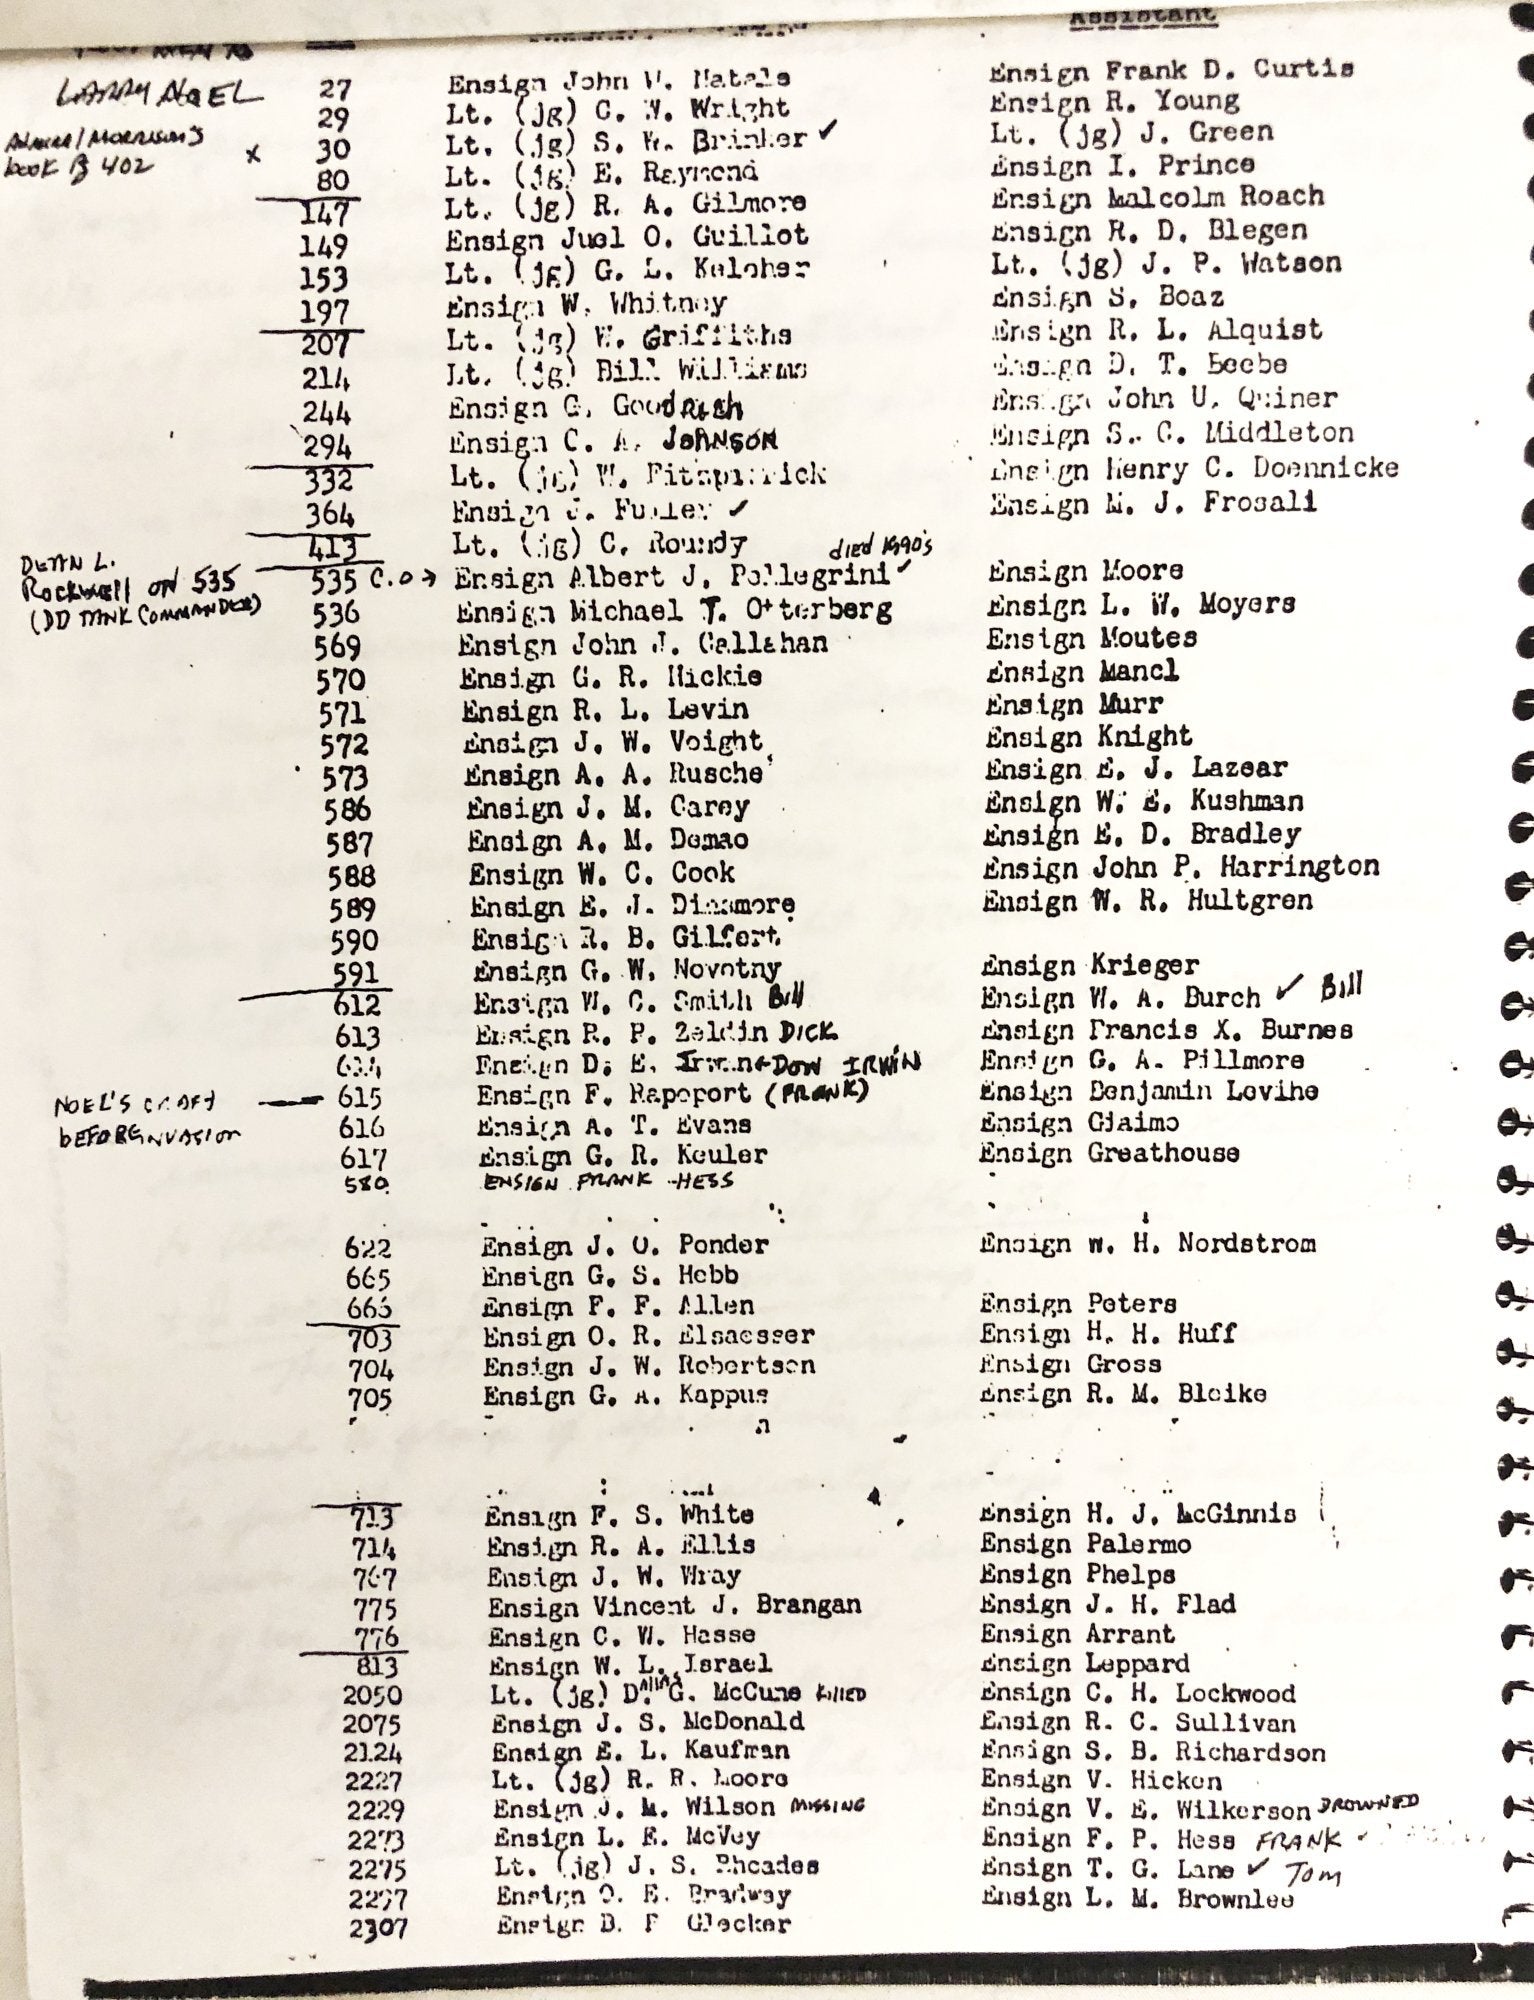 Assistant
LARRY NOEL 27 Ensign John Ensign Frank D. Curtis
29 Lt. (jg) C. W. Wright Ensign R. Young
Admiral Morrison's
30 Lt. (jg) S. W. Brinker ✓ Lt. (jg) J. Green
book P 402 x
80 Lt. (jg) E. Raymond Ensign I. Prince
147 Lt. (jg) R. A. Gilmore Ensign Malcolm Roach
149 Ensign Juel O. Guillot Ensign R. D. Blegen
153 Lt. (jg) G. L. Keloher Lt. (jg) J. P. Watson
197 Ensign W. Whitney Ensign S. Boaz
207 Lt. (jg) W. Griffiths Ensign R. L. Alquist
214 Lt. (jg) Bill Williams Ensign D. T. Beebe
244 Ensign G. Goodrich Ensign John U. Quiner
294 Ensign C. A. JOHNSON Ensign S. C. Middleton
332 Lt. (jg) W. Fitzpatrick Ensign Henry C. Doennicke
364 Ensign J. ✓ Ensign M. J. Frosali
413 Lt. (jg) C. Roundy
died 1990's
DEAN L.
535 C.O → Ensign Albert J. Pellegrini ✓ Ensign Moore
Rockwell ON 535
(DD TANK COMMANDER)
536 Ensign Michael T. Otterberg Ensign L. W. Moyers
569 Ensign John J. Callahan Ensign Moutes
570 Ensign G. R. Hickie Ensign Mancl
571 Ensign R. L. Levin Ensign Murr
572 Ensign J. W. Voight Ensign Knight
573 Ensign A. A. Rusche Ensign E. J. Lazear
586 Ensign J. M. Carey Ensign W. E. Kushman
587 Ensign A. M. Demao Ensign E. D. Bradley
588 Ensign W. C. Cook Ensign John P. Harrington
589 Ensign E. J. Dinsmore Ensign W. R. Hultgren
590 Ensign R. B. Gilfert
591 Ensign G. W. Novotny Ensign Krieger
612 Ensign W. C. Smith Bill Ensign W. A. Burch ✓ Bill
613 Ensign R. P. Zeldin DICK Ensign Francis X. Burnes
614 Ensign D. E. Irwin ← DON IRWIN Ensign G. A. Pillmore
NOEL'S CRAFT — 615 Ensign F. Rapoport (FRANK) Ensign Benjamin Lovihe
BEFORE INVASION 616 Ensign A. T. Evans Ensign Giaimo
617 Ensign G. R. Keuler Ensign Greathouse
580 ENSIGN FRANK HESS
622 Ensign J. O. Ponder Ensign W. H. Nordstrom
665 Ensign G. S. Hebb
666 Ensign F. F. Allen Ensign Peters
703 Ensign O. R. Elsaesser Ensign H. H. Huff
704 Ensign J. W. Robertson Ensign Gross
705 Ensign G. A. Kappus Ensign R. M. Bleike
713 Ensign F. S. White Ensign H. J. McGinnis
714 Ensign R. A. Ellis Ensign Palermo
767 Ensign J. W. Wray Ensign Phelps
775 Ensign Vincent J. Brangan Ensign J. H. Flad
776 Ensign C. W. Hasse Ensign Arrant
813 Ensign W. L. Israel Ensign Leppard
2050 Lt. (jg) D. G. McCune KILLED Ensign C. H. Lockwood
2075 Ensign J. S. McDonald Ensign R. C. Sullivan
2124 Ensign E. L. Kaufman Ensign S. B. Richardson
2227 Lt. (jg) R. R. Moore Ensign V. Hicken
2229 Ensign J. M. Wilson MISSING Ensign V. E. Wilkerson DROWNED
2273 Ensign L. E. McVey Ensign F. P. Hess FRANK
2275 Lt. (jg) J. S. Rhoades Ensign T. G. Lane ✓ Tom
2297 Ensign O. E. Bradway Ensign L. M. Brownlee
2307 Ensign B. F Glecker